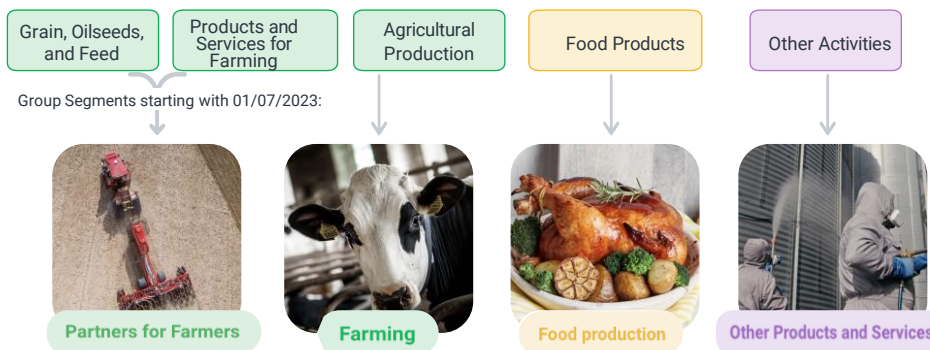 Grain, Oilseeds,
and Feed
Products and
Services for
Farming
Agricultural
Production
Food Products
Other Activities
Group Segments starting with 01/07/2023:
Partners for Farmers
Farming
Food production
Other Products and Services